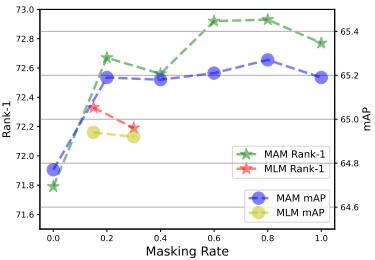 73.0
72.8
72.6
72.4
72.2
72.0
71.8
71.6
Rank-1
65.4
65.2
65.0
64.8
64.6
mAP
MAM Rank-1
MLM Rank-1
MAM mAP
MLM mAP
0.0 0.2 0.4 0.6 0.8 1.0
Masking Rate